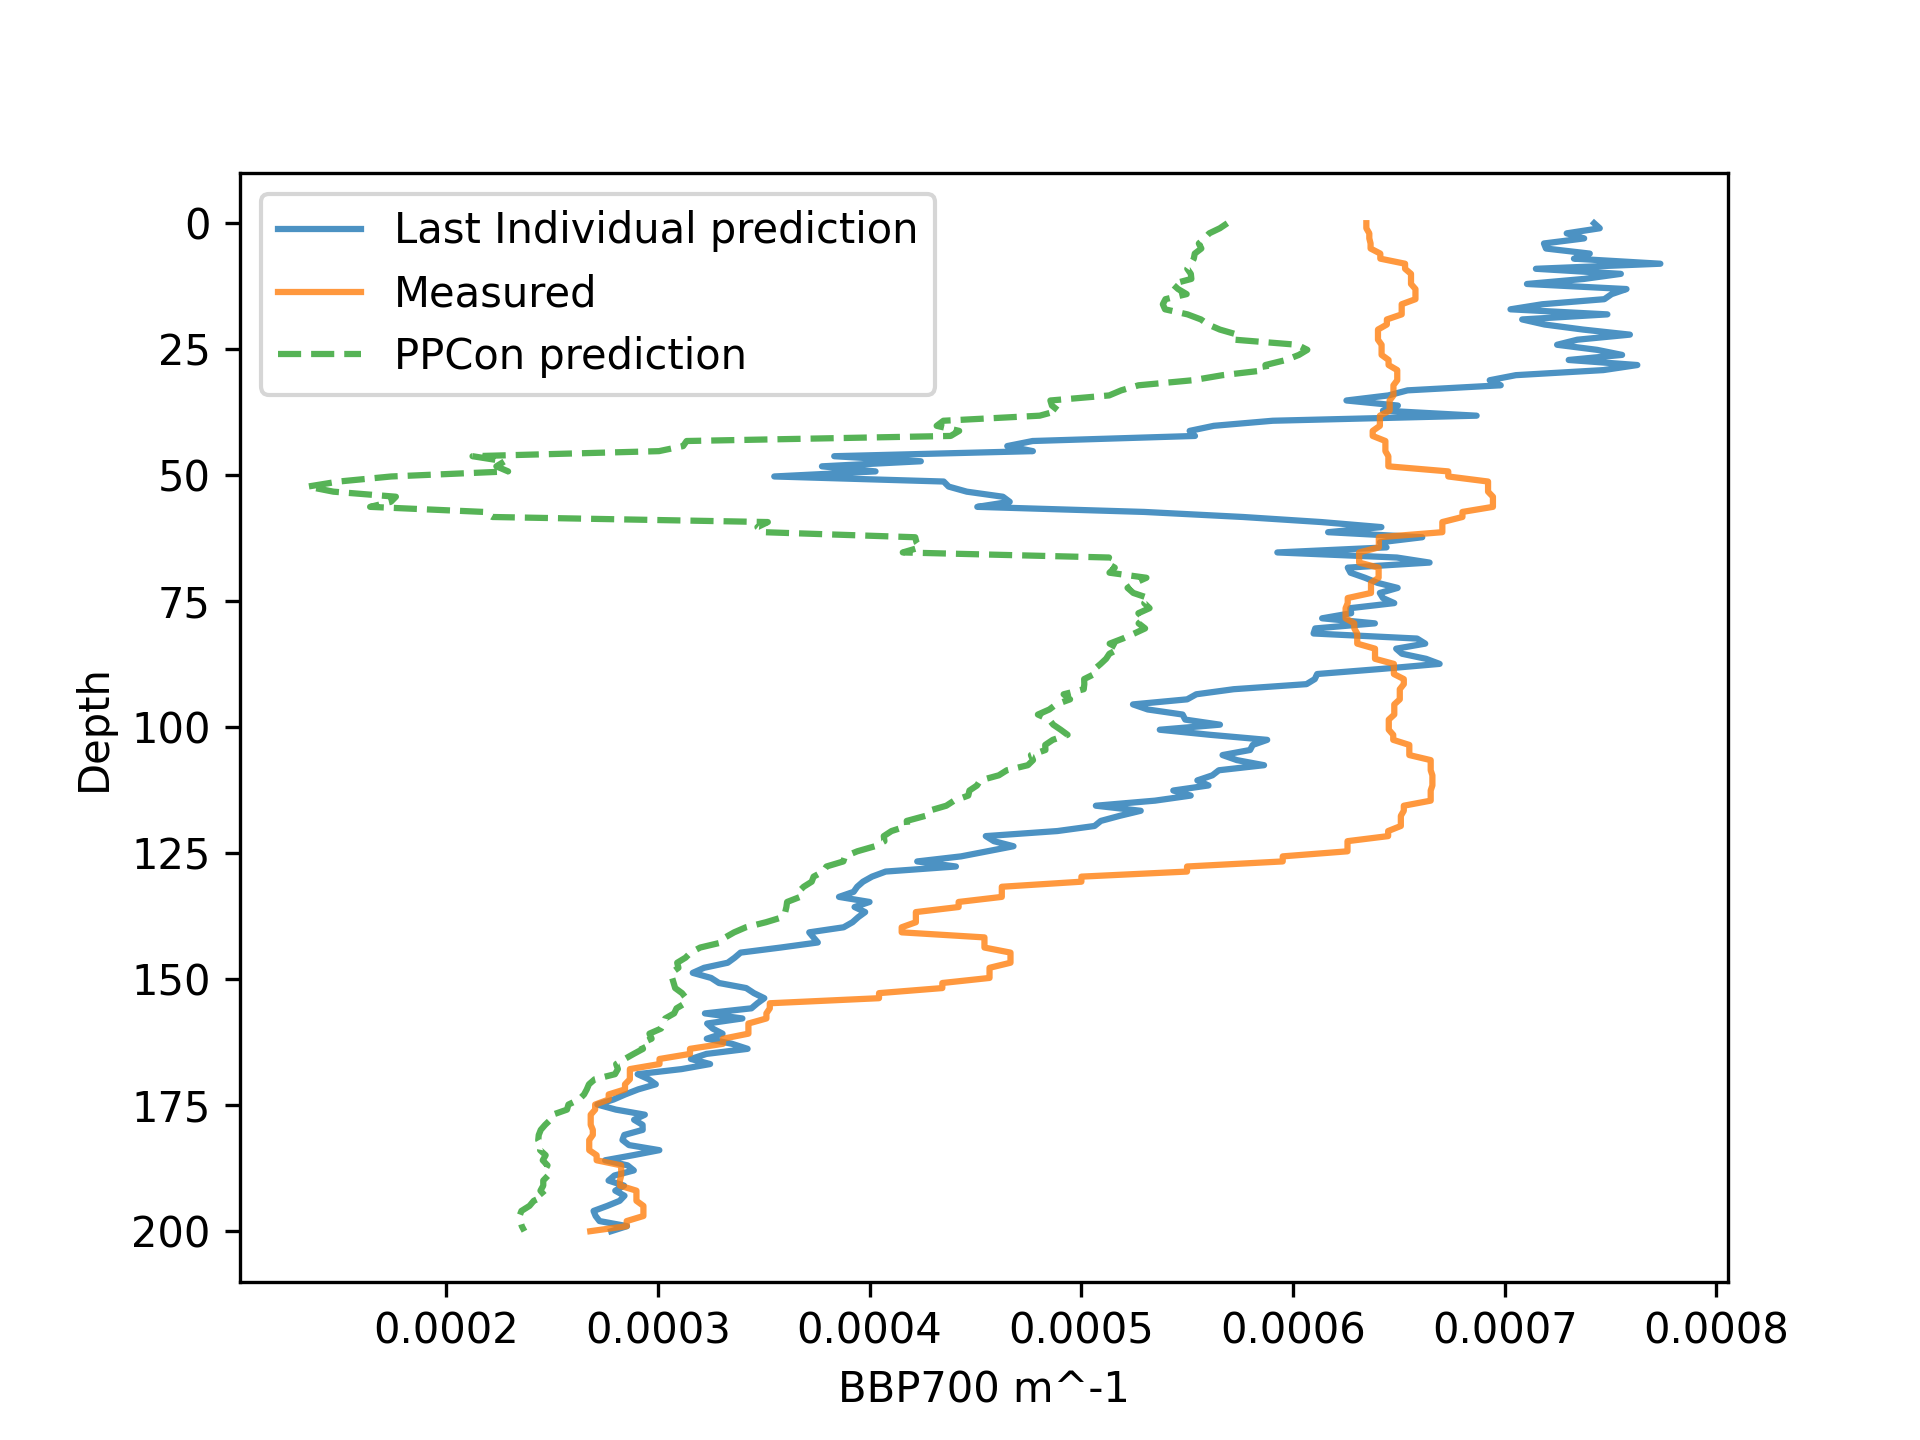 Last Individual prediction
Measured
PPCon prediction
0
25
50
75
100
125
150
175
200
Depth
0.0002 0.0003 0.0004 0.0005 0.0006 0.0007 0.0008
BBP700 m^-1